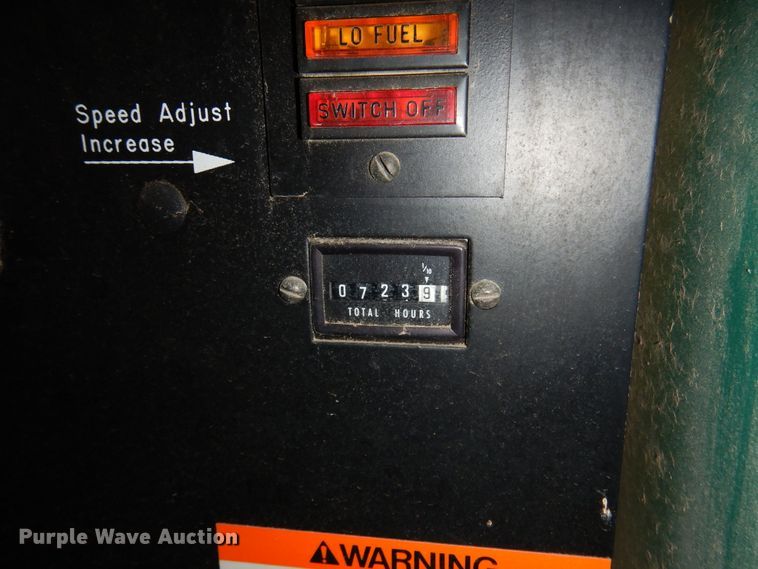 LO FUEL
SWITCH OFF
Speed Adjust
Increase
1/10
0 7 2 3 9
TOTAL HOURS
WARNING
Purple Wave Auction